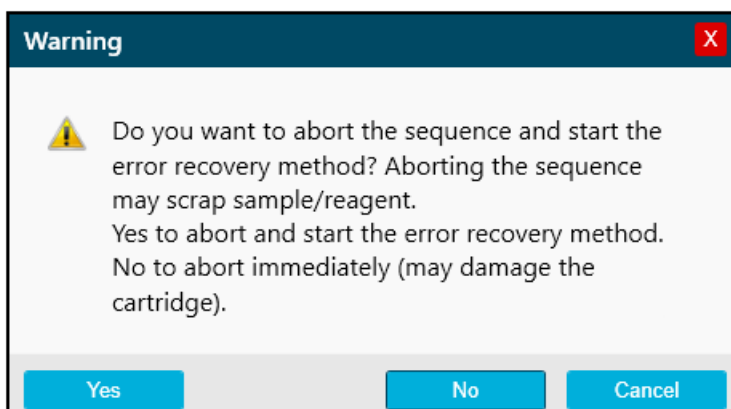 Warning
X
Do you want to abort the sequence and start the
error recovery method? Aborting the sequence
may scrap sample/reagent.
Yes to abort and start the error recovery method.
No to abort immediately (may damage the
cartridge).
Yes
No
Cancel